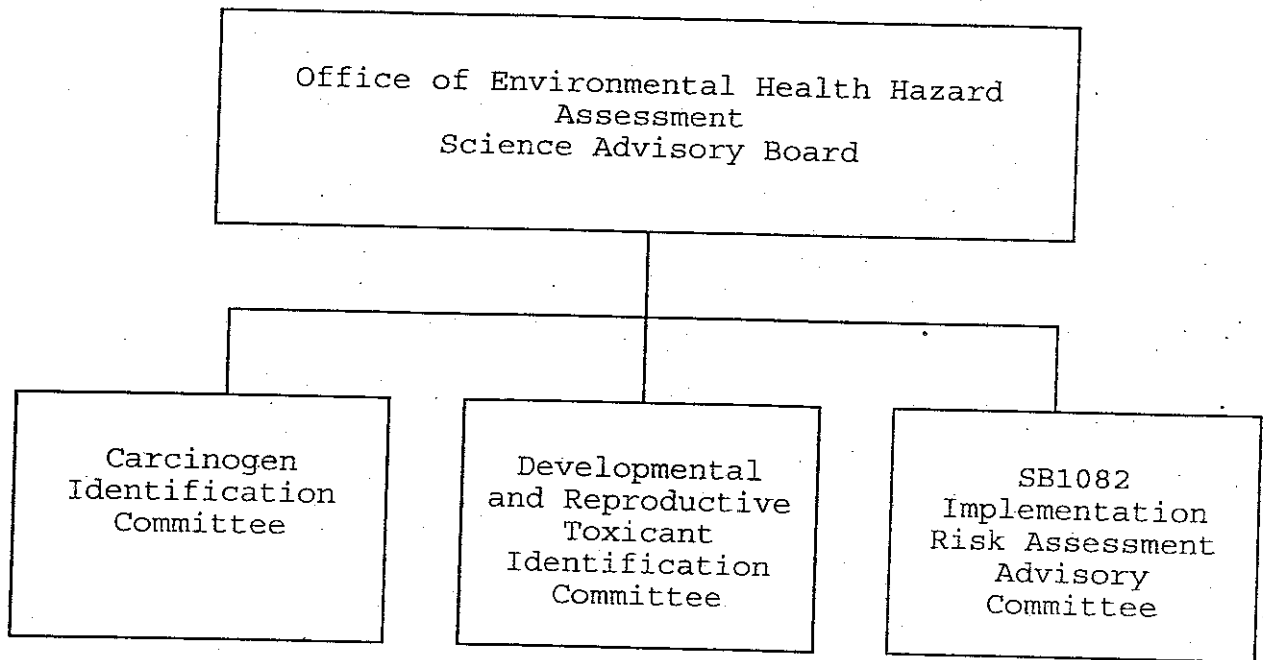 Office of Environmental Health Hazard
Assessment
Science Advisory Board
Carcinogen
Identification
Committee
Developmental
and Reproductive
Toxicant
Identification
Committee
SB1082
Implementation
Risk Assessment
Advisory
Committee